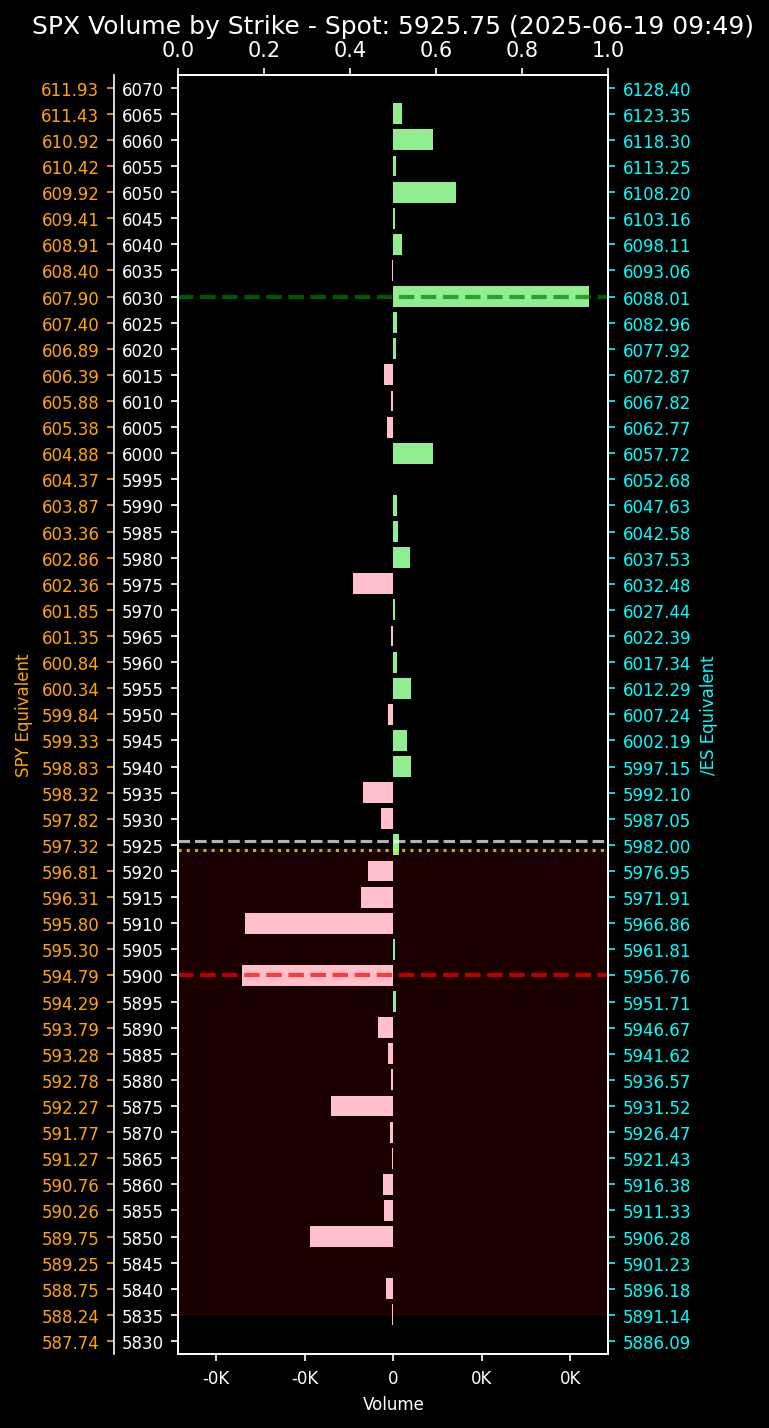 SPX Volume by Strike - Spot: 5925.75 (2025-06-19 09:49)
0.0 0.2 0.4 0.6 0.8 1.0
611.93 6070 6128.40
611.43 6065 6123.35
610.92 6060 6118.30
610.42 6055 6113.25
609.92 6050 6108.20
609.41 6045 6103.16
608.91 6040 6098.11
608.40 6035 6093.06
607.90 6030 6088.01
607.40 6025 6082.96
606.89 6020 6077.92
606.39 6015 6072.87
605.88 6010 6067.82
605.38 6005 6062.77
604.88 6000 6057.72
604.37 5995 6052.68
603.87 5990 6047.63
603.36 5985 6042.58
602.86 5980 6037.53
602.36 5975 6032.48
601.85 5970 6027.44
601.35 5965 6022.39
600.84 5960 6017.34
600.34 5955 6012.29
599.84 5950 6007.24
599.33 5945 6002.19
598.83 5940 5997.15
598.32 5935 5992.10
597.82 5930 5987.05
597.32 5925 5982.00
596.81 5920 5976.95
596.31 5915 5971.91
595.80 5910 5966.86
595.30 5905 5961.81
594.79 5900 5956.76
594.29 5895 5951.71
593.79 5890 5946.67
593.28 5885 5941.62
592.78 5880 5936.57
592.27 5875 5931.52
591.77 5870 5926.47
591.27 5865 5921.43
590.76 5860 5916.38
590.26 5855 5911.33
589.75 5850 5906.28
589.25 5845 5901.23
588.75 5840 5896.18
588.24 5835 5891.14
587.74 5830 5886.09
SPY Equivalent
/ES Equivalent
-0K -0K 0 0K 0K
Volume